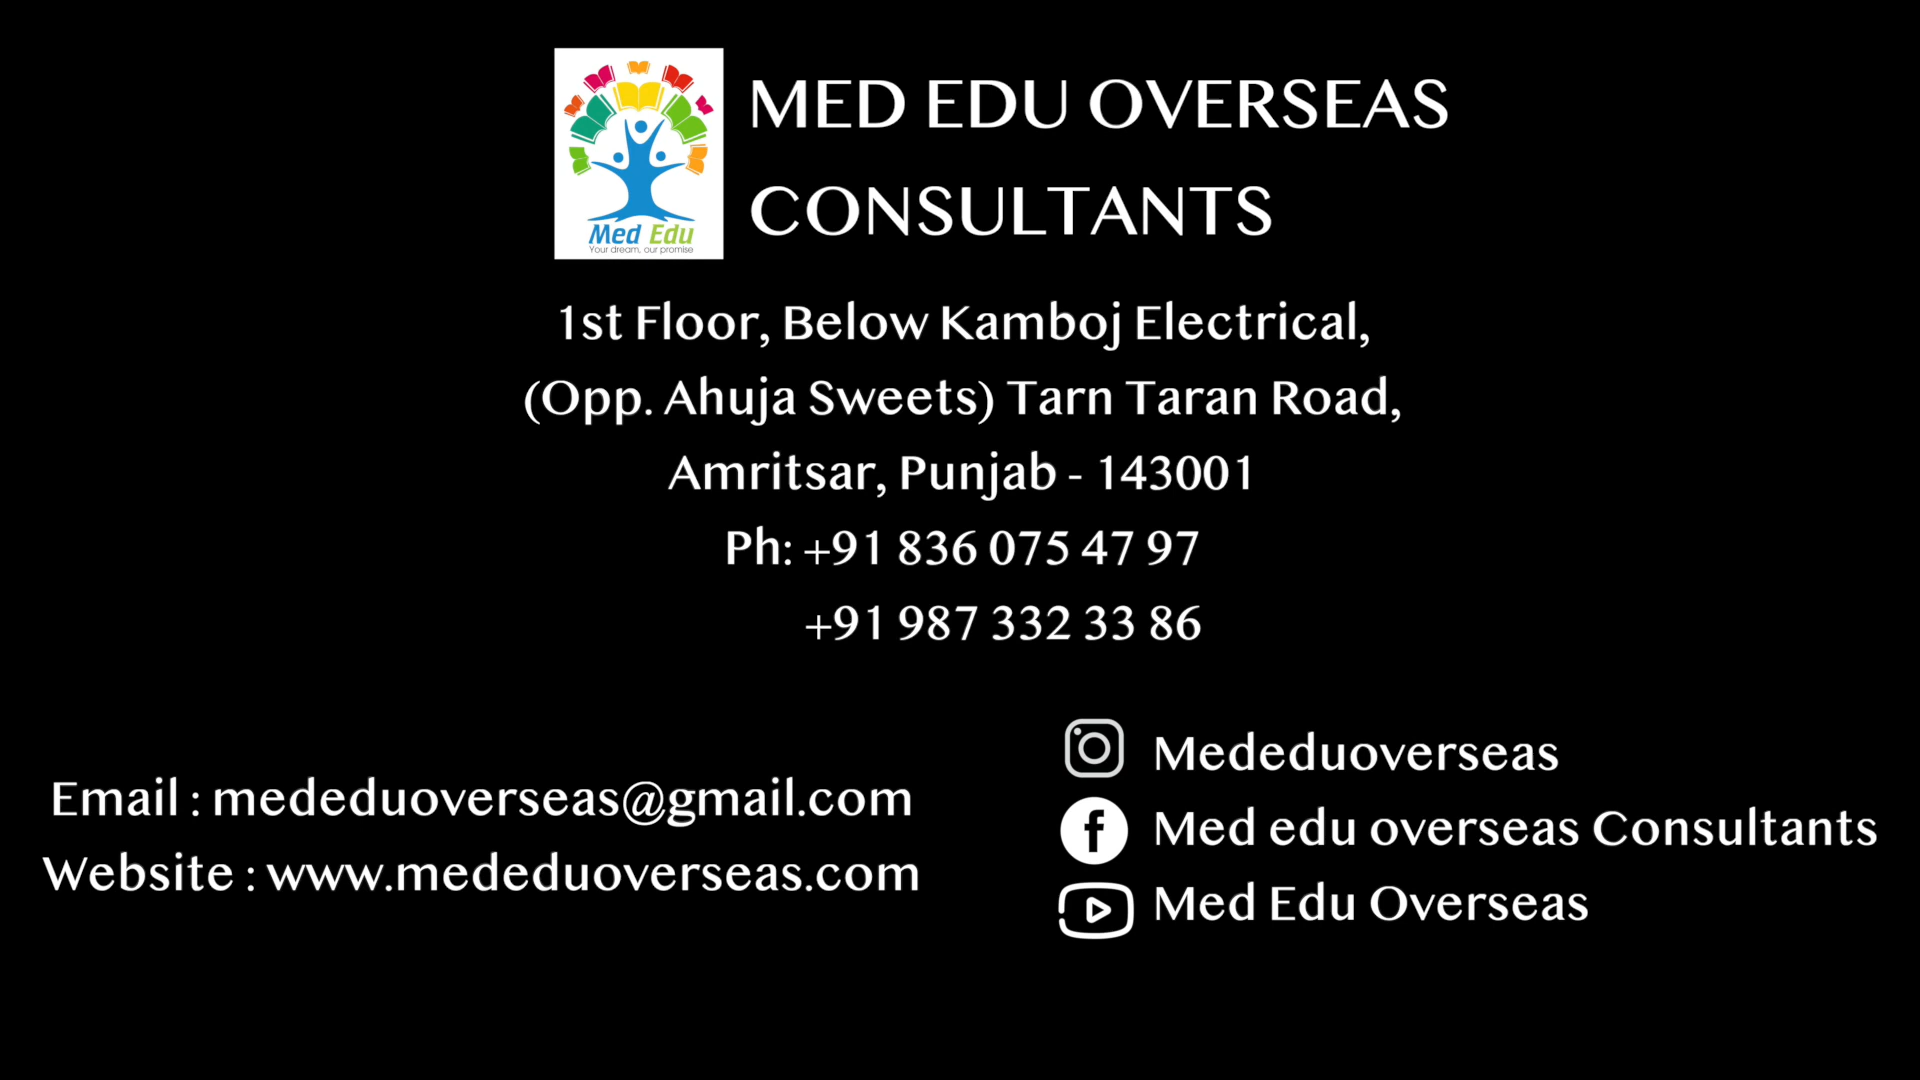 MED EDU OVERSEAS
CONSULTANTS
Med Edu
Your dream, our promise
1st Floor, Below Kamboj Electrical,
(Opp. Ahuja Sweets) Tarn Taran Road,
Amritsar, Punjab - 143001
Ph: +91 836 075 47 97
+91 987 332 33 86
Email : mededuoverseas@gmail.com
Website : www.mededuoverseas.com
Mededuoverseas
Med edu overseas Consultants
Med Edu Overseas